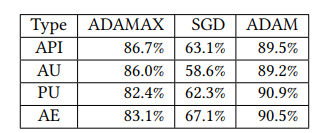 Type ADAMAX SGD ADAM
API 86.7% 63.1% 89.5%
AU 86.0% 58.6% 89.2%
PU 82.4% 62.3% 90.9%
AE 83.1% 67.1% 90.5%